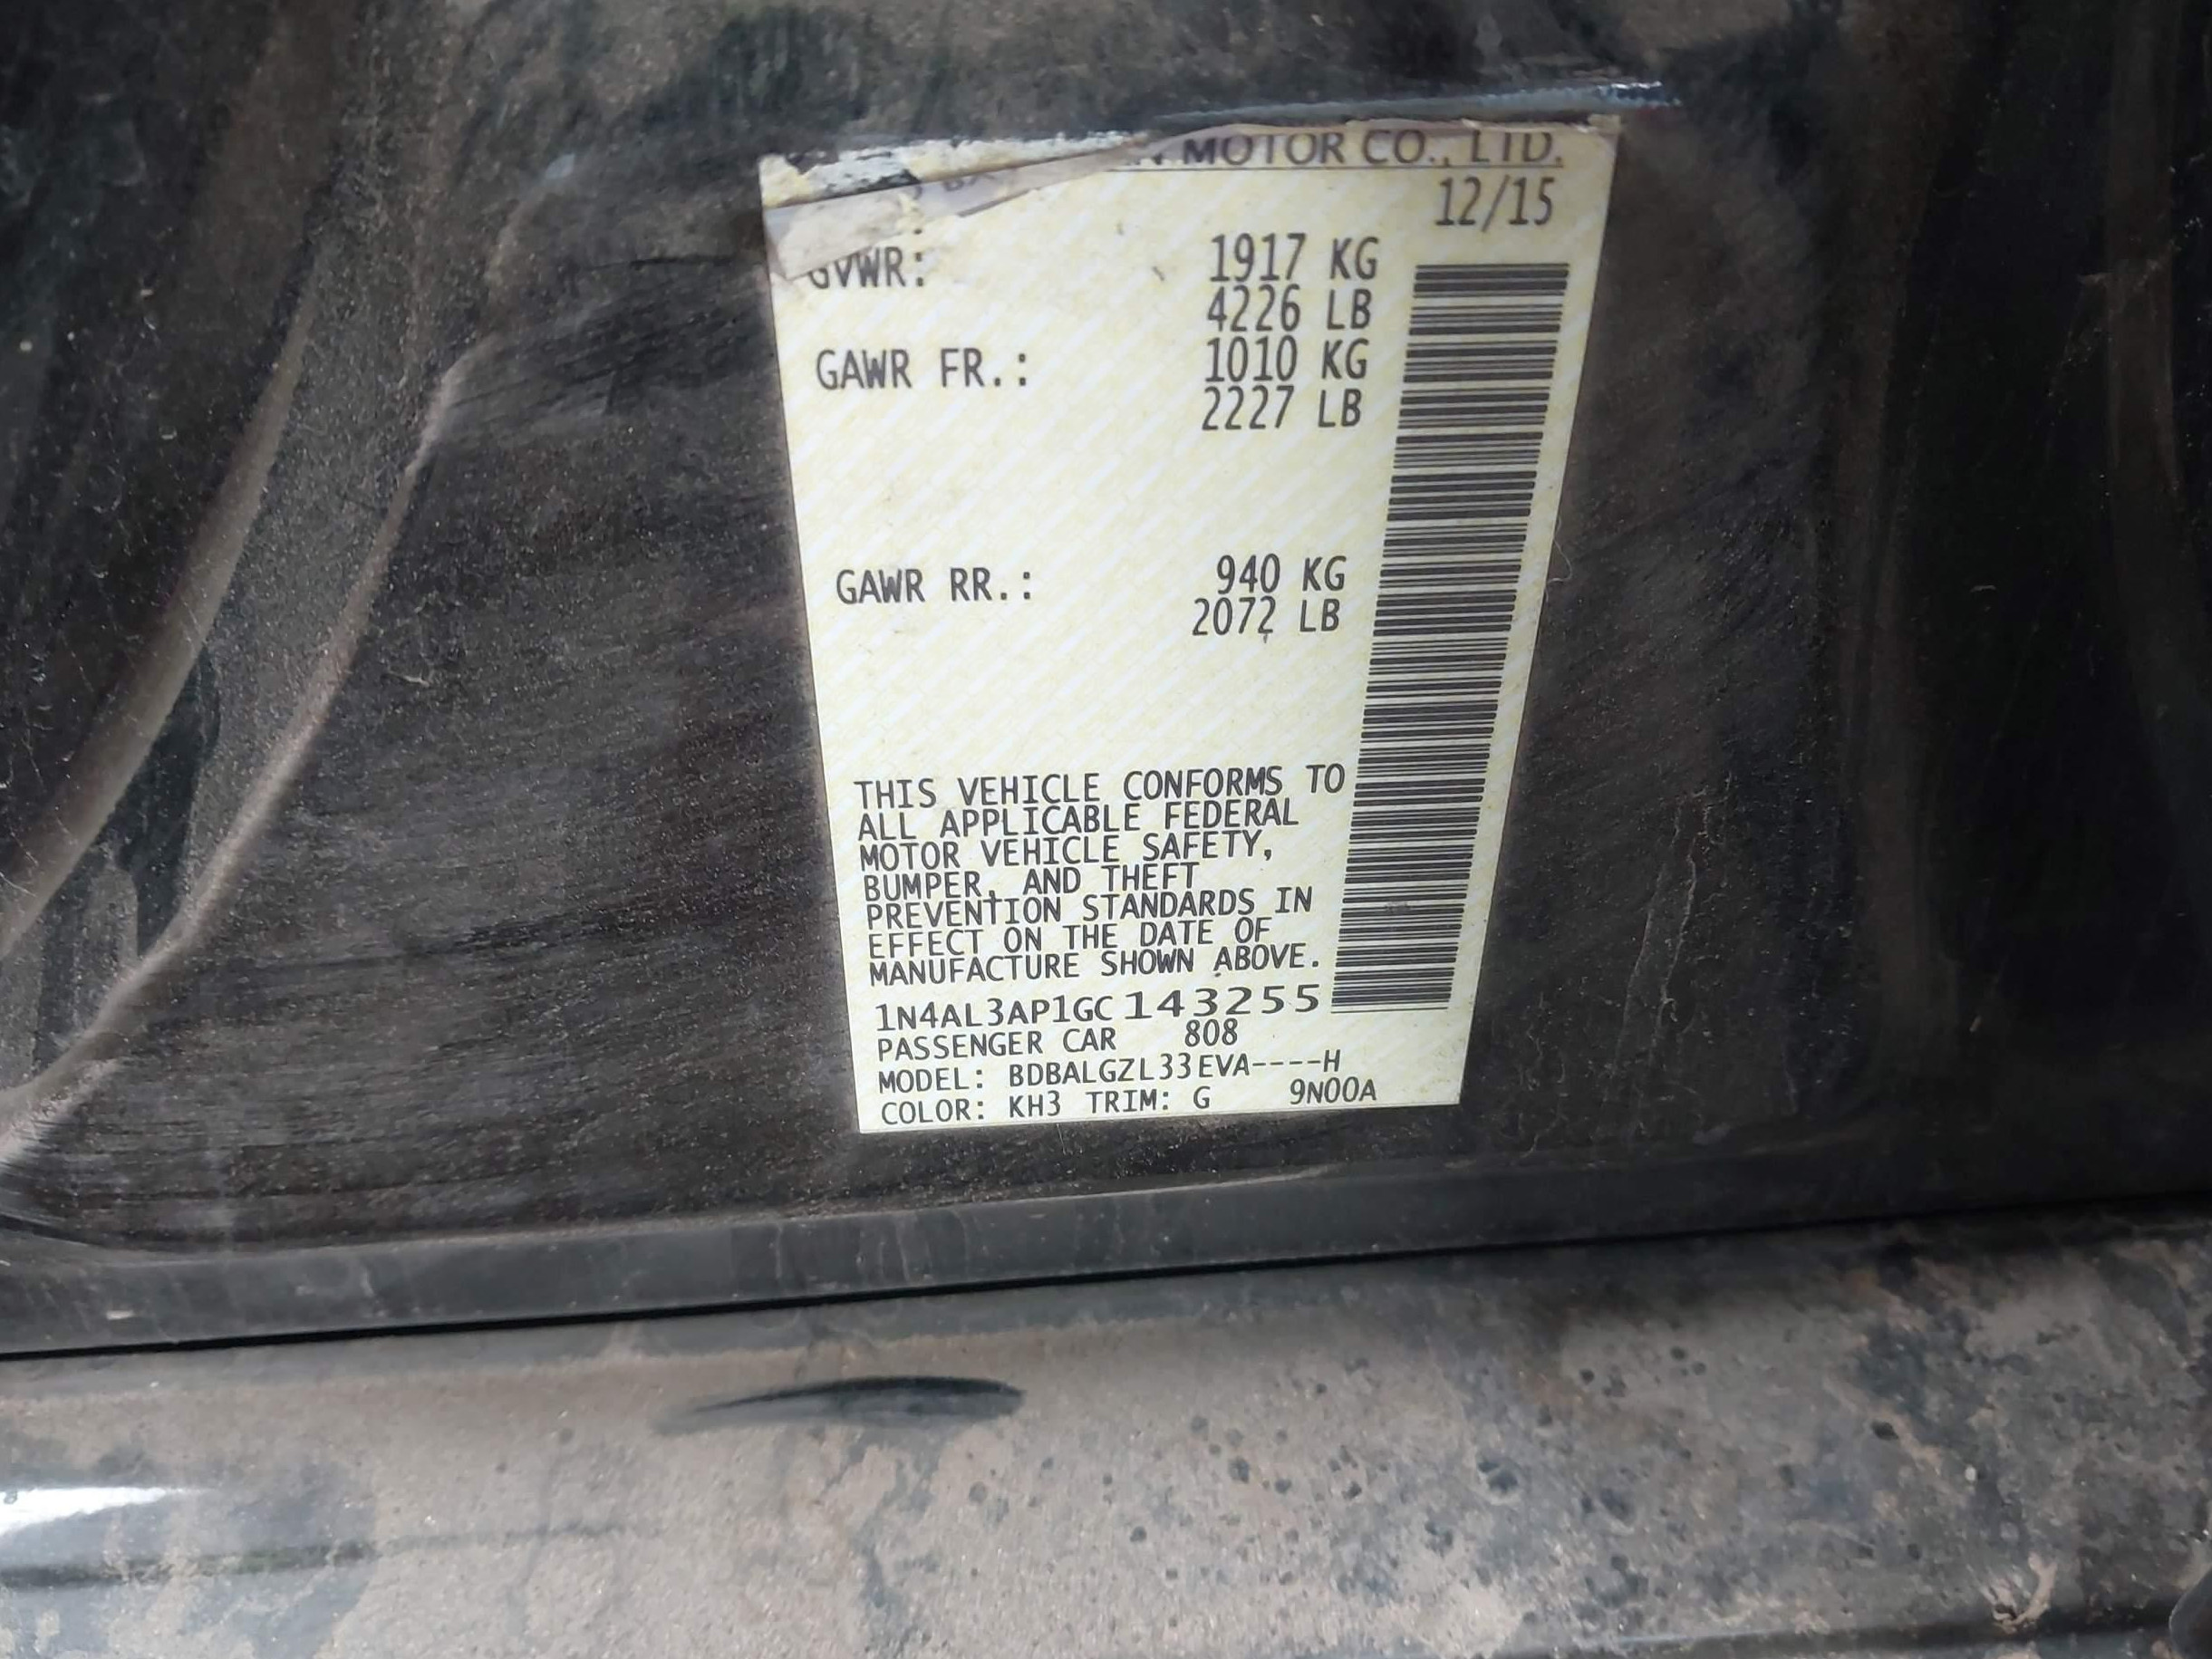 MOTOR CO., LTD.
12/15
GVWR: 1917 KG
4226 LB
GAWR FR.: 1010 KG
2227 LB
GAWR RR.: 940 KG
2072 LB
THIS VEHICLE CONFORMS TO
ALL APPLICABLE FEDERAL
MOTOR VEHICLE SAFETY,
BUMPER, AND THEFT
PREVENTION STANDARDS IN
EFFECT ON THE DATE OF
MANUFACTURE SHOWN ABOVE.
1N4AL3AP1GC143255
PASSENGER CAR 808
MODEL: BDBALGZL33EVA----H
COLOR: KH3 TRIM: G 9N00A